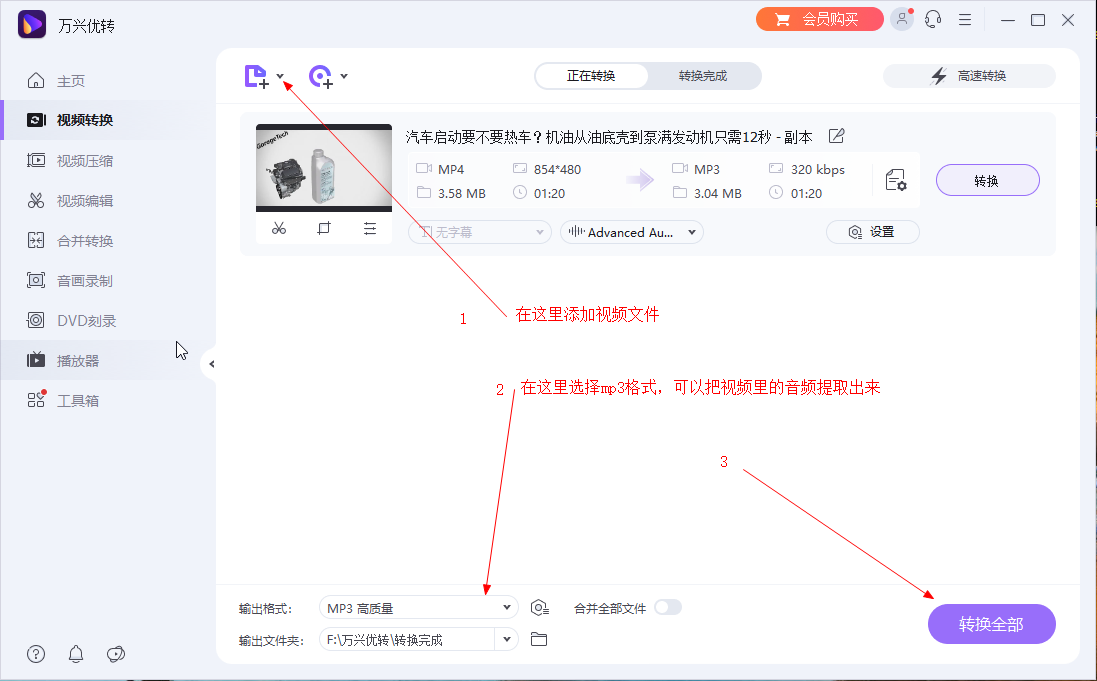 万兴优转
会员购买
主页
视频转换
视频压缩
视频编辑
合并转换
音画录制
DVD刻录
播放器
工具箱
正在转换
转换完成
高速转换
GarageTech
汽车启动要不要热车？机油从油底壳到泵满发动机只需12秒 - 副本
MP4
854*480
MP3
320 kbps
3.58 MB
01:20
3.04 MB
01:20
转换
无字幕
Advanced Au...
设置
1
在这里添加视频文件
2
在这里选择mp3格式，可以把视频里的音频提取出来
3
输出格式:
MP3 高质量
合并全部文件
输出文件夹:
F:\万兴优转\转换完成
转换全部